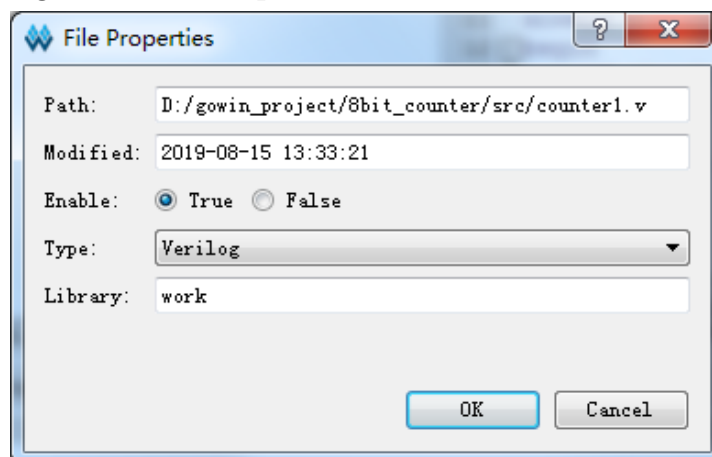 File Properties
Path: D:/gowin_project/8bit_counter/src/counter1.v
Modified: 2019-08-15 13:33:21
Enable: True False
Type: Verilog
Library: work
OK Cancel